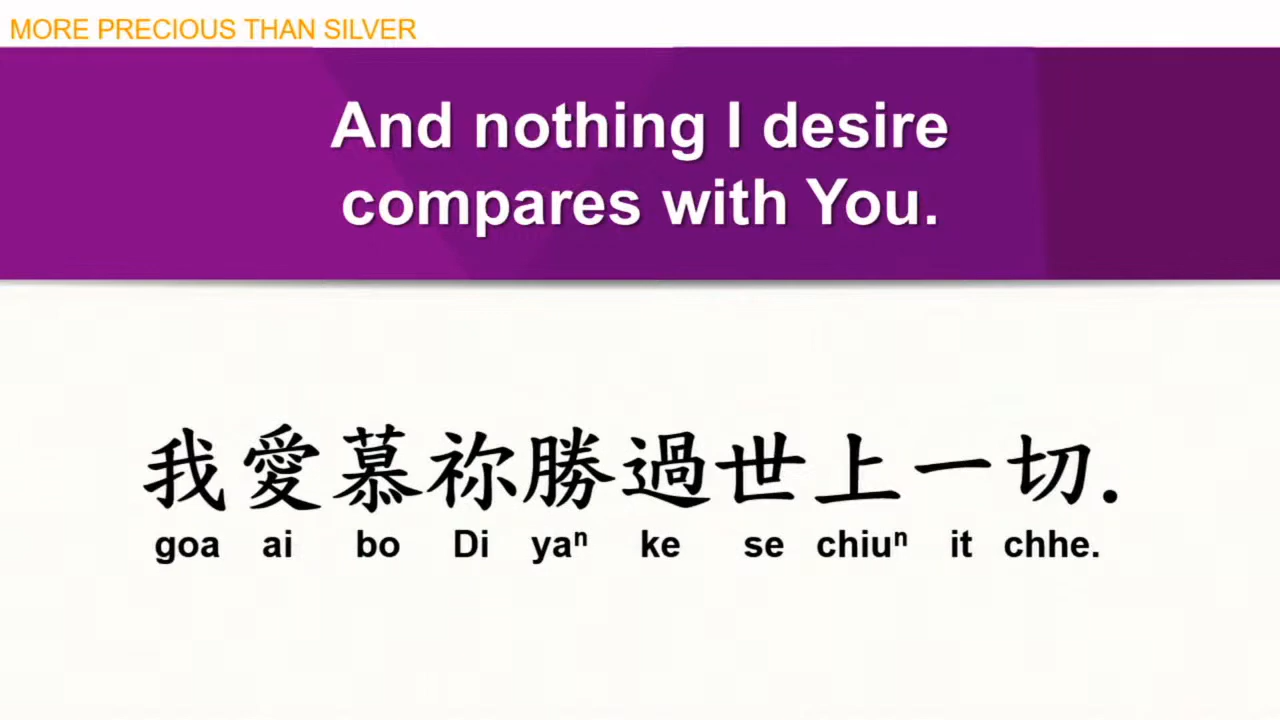 MORE PRECIOUS THAN SILVER
And nothing I desire
compares with You.
我愛慕祢勝過世上一切.
goa ai bo Di yaⁿ ke se chiuⁿ it chhe.